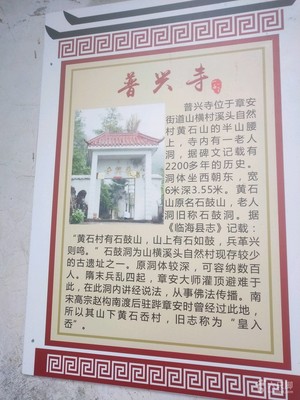 普兴寺
普兴寺位于章安
街道山横村溪头自然
村黄石山的半山腰
上，寺内有一老人
洞，据碑文记载有
2200多年的历史。
洞体坐西朝东，宽
6米深3.55米。黄石
山原名石鼓山，老人
洞旧称石鼓洞。据
《临海县志》记载：
“黄石村有石鼓山，山上有石如鼓，兵革兴
则鸣。”石鼓洞为山横溪头自然村现存较少
的古遗址之一。原洞体较深，可容纳数百
人。隋末兵乱四起，章安大师灌顶避难于
此，在此洞内讲经说法，从事佛法传播。南
宋高宗赵构南渡后驻跸章安时曾经过此地，
所以其山下黄石岙村，旧志称为“皇入
岙”。